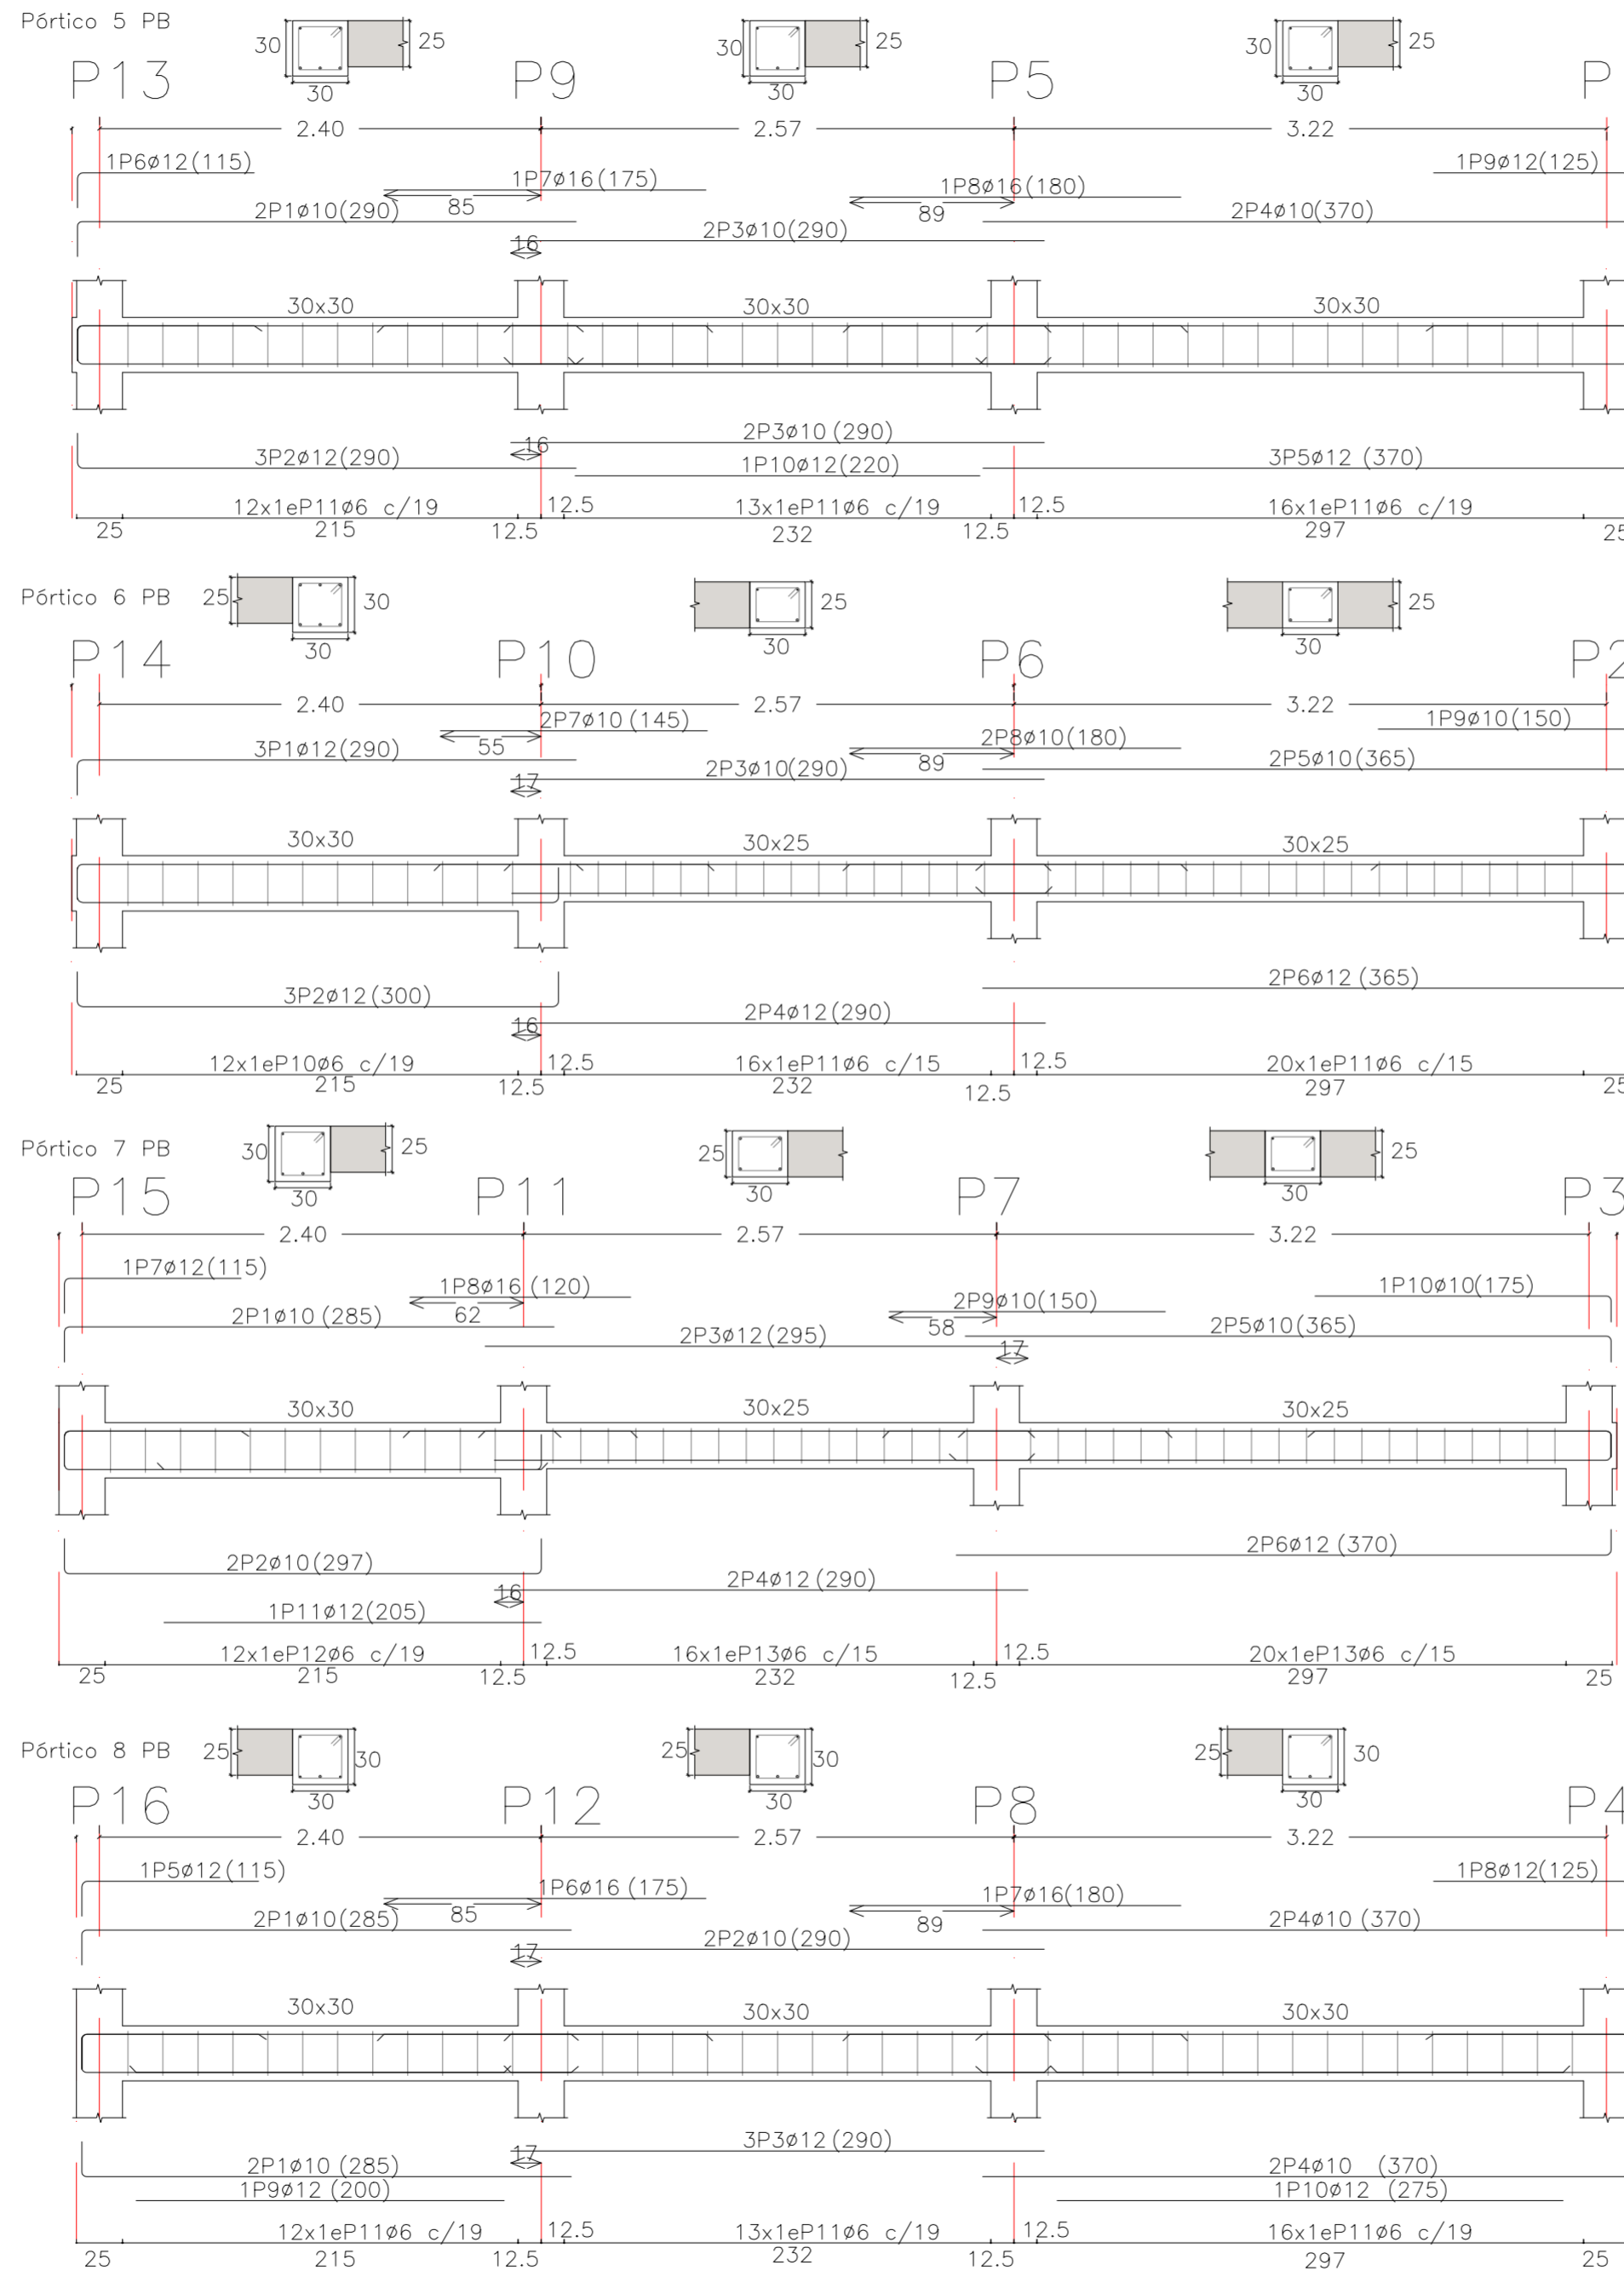 Pórtico 5 PB
30 25 30 25 30 25
30 30 30
P13 P9 P5 P
2.40 2.57 3.22
1P6ø12(115) 1P7ø16(175) 1P8ø16(180) 1P9ø12(125)
85 89
2P1ø10(290) 2P3ø10(290) 2P4ø10(370)
16
30x30 30x30 30x30
2P3ø10 (290)
16
3P2ø12(290) 1P10ø12(220) 3P5ø12 (370)
12x1eP11ø6 c/19 12.5 13x1eP11ø6 c/19 12.5 16x1eP11ø6 c/19
25 215 12.5 232 12.5 297 25
Pórtico 6 PB
25 30 25 25
30 30 30
P14 P10 P6 P2
2.40 2.57 3.22
2P7ø10(145) 2P8ø10(180) 1P9ø10(150)
55 89
3P1ø12(290) 2P3ø10(290) 2P5ø10(365)
17
30x30 30x25 30x25
3P2ø12(300) 2P4ø12(290) 2P6ø12 (365)
16
12x1eP10ø6 c/19 12.5 16x1eP11ø6 c/15 12.5 20x1eP11ø6 c/15
25 215 12.5 232 12.5 297 25
Pórtico 7 PB
30 25 25 25
30 30 30
P15 P11 P7 P3
2.40 2.57 3.22
1P7ø12(115) 1P8ø16(120) 2P9ø10(150) 1P10ø10(175)
62 58
2P1ø10(285) 2P3ø12(295) 2P5ø10(365)
17
30x30 30x25 30x25
2P2ø10(297) 2P4ø12(290) 2P6ø12(370)
16
1P11ø12(205)
12x1eP12ø6 c/19 12.5 16x1eP13ø6 c/15 12.5 20x1eP13ø6 c/15
25 215 12.5 232 12.5 297 25
Pórtico 8 PB
25 30 25 30 25 30
30 30 30
P16 P12 P8 P4
2.40 2.57 3.22
1P5ø12(115) 1P6ø16(175) 1P7ø16(180) 1P8ø12(125)
85 89
2P1ø10(285) 2P2ø10(290) 2P4ø10 (370)
17
30x30 30x30 30x30
3P3ø12(290)
17
2P1ø10 (285) 2P4ø10 (370)
1P9ø12 (200) 1P10ø12 (275)
12x1eP11ø6 c/19 12.5 13x1eP11ø6 c/19 12.5 16x1eP11ø6 c/19
25 215 12.5 232 12.5 297 25